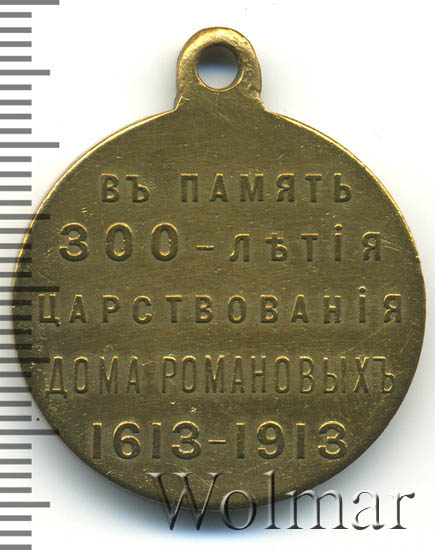 ВЪ ПАМЯТЬ
300-ЛѢТІЯ
ЦАРСТВОВАНІЯ
ДОМА РОМАНОВЫХЪ
1613-1913
Wolmar